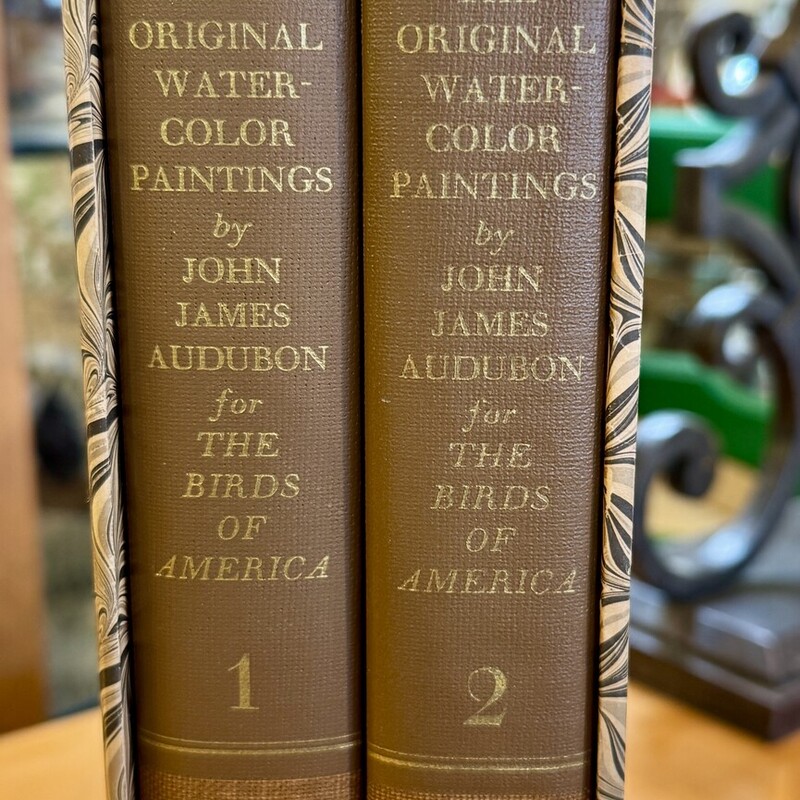 ORIGINAL
WATER-
COLOR
PAINTINGS
by
JOHN
JAMES
AUDUBON
for
THE
BIRDS
OF
AMERICA
1
THE
ORIGINAL
WATER-
COLOR
PAINTINGS
by
JOHN
JAMES
AUDUBON
for
THE
BIRDS
OF
AMERICA
2